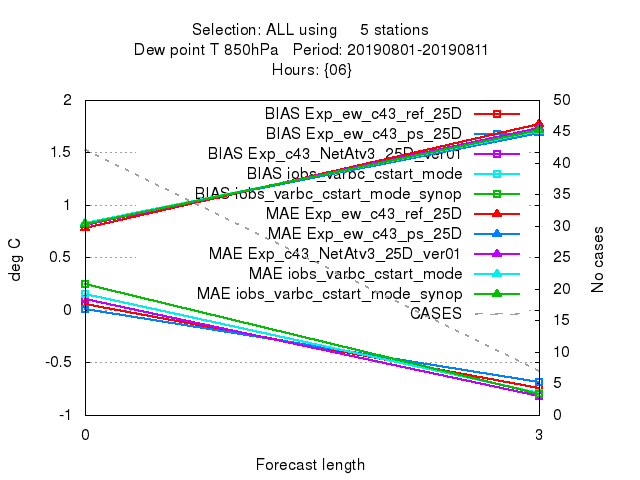 Selection: ALL using 5 stations
Dew point T 850hPa Period: 20190801-20190811
Hours: {06}
2
1.5
1
0.5
0
-0.5
-1
50
45
40
35
30
25
20
15
10
5
0
deg C
No cases
BIAS Exp_ew_c43_ref_25D
BIAS Exp_ew_c43_ps_25D
BIAS Exp_c43_NetAtv3_25D_ver01
BIAS iobs_varbc_cstart_mode
BIAS iobs_varbc_cstart_mode_synop
MAE Exp_ew_c43_ref_25D
MAE Exp_ew_c43_ps_25D
MAE Exp_c43_NetAtv3_25D_ver01
MAE iobs_varbc_cstart_mode
MAE iobs_varbc_cstart_mode_synop
CASES
0 3
Forecast length